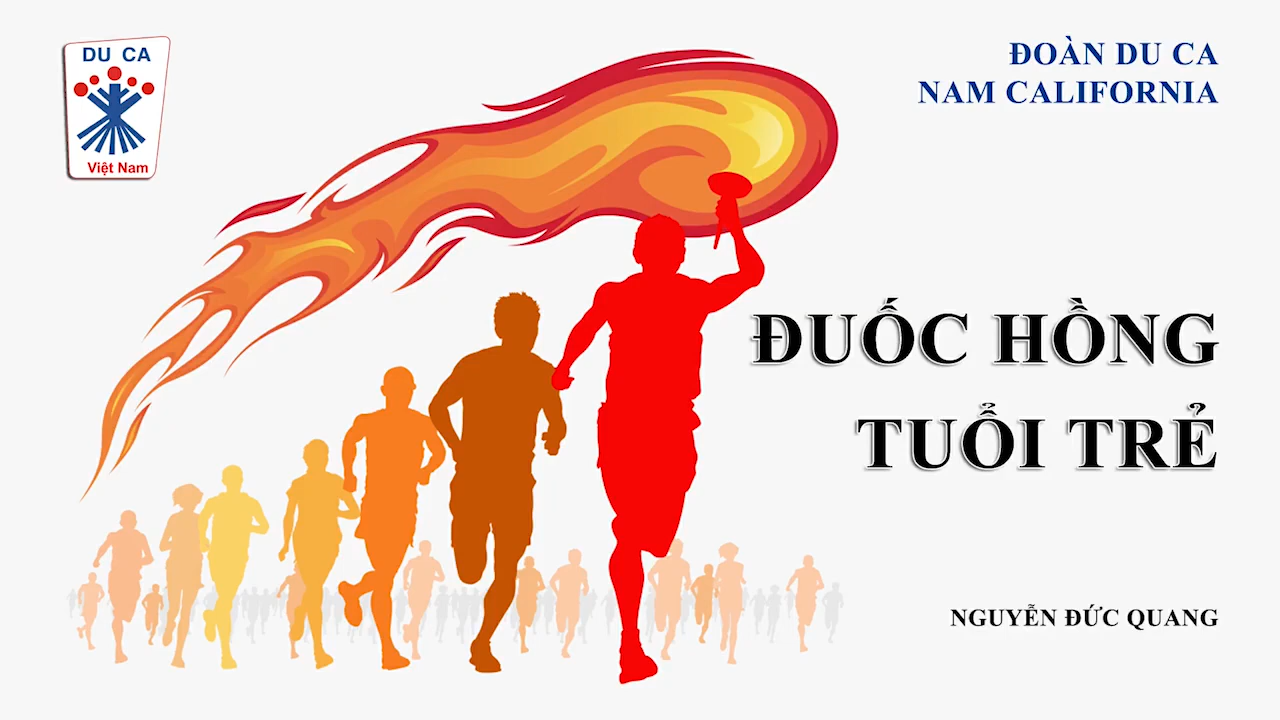 DU CA
Việt Nam
ĐOÀN DU CA
NAM CALIFORNIA
ĐUỐC HỒNG
TUỔI TRẺ
NGUYỄN ĐỨC QUANG